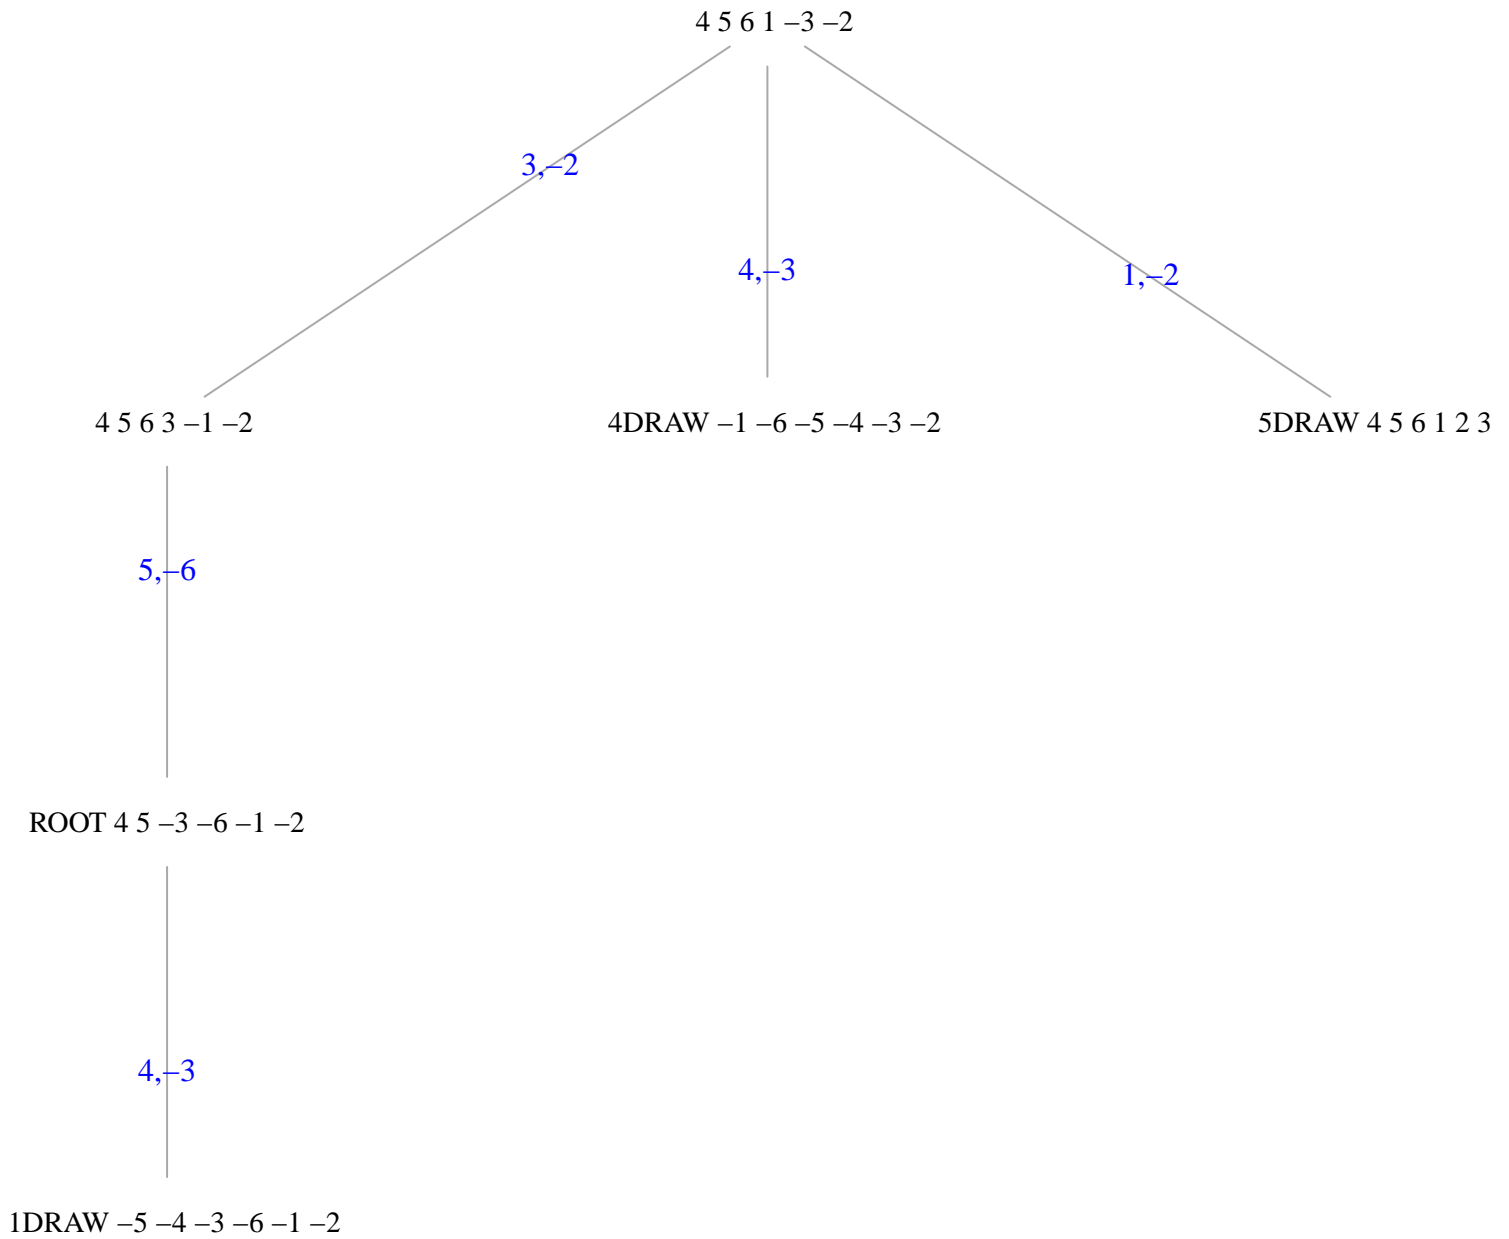 4 5 6 1 –3 –2
3,–2
4,–3
1,–2
4 5 6 3 –1 –2
4DRAW –1 –6 –5 –4 –3 –2
5DRAW 4 5 6 1 2 3
5,–6
ROOT 4 5 –3 –6 –1 –2
4,–3
1DRAW –5 –4 –3 –6 –1 –2